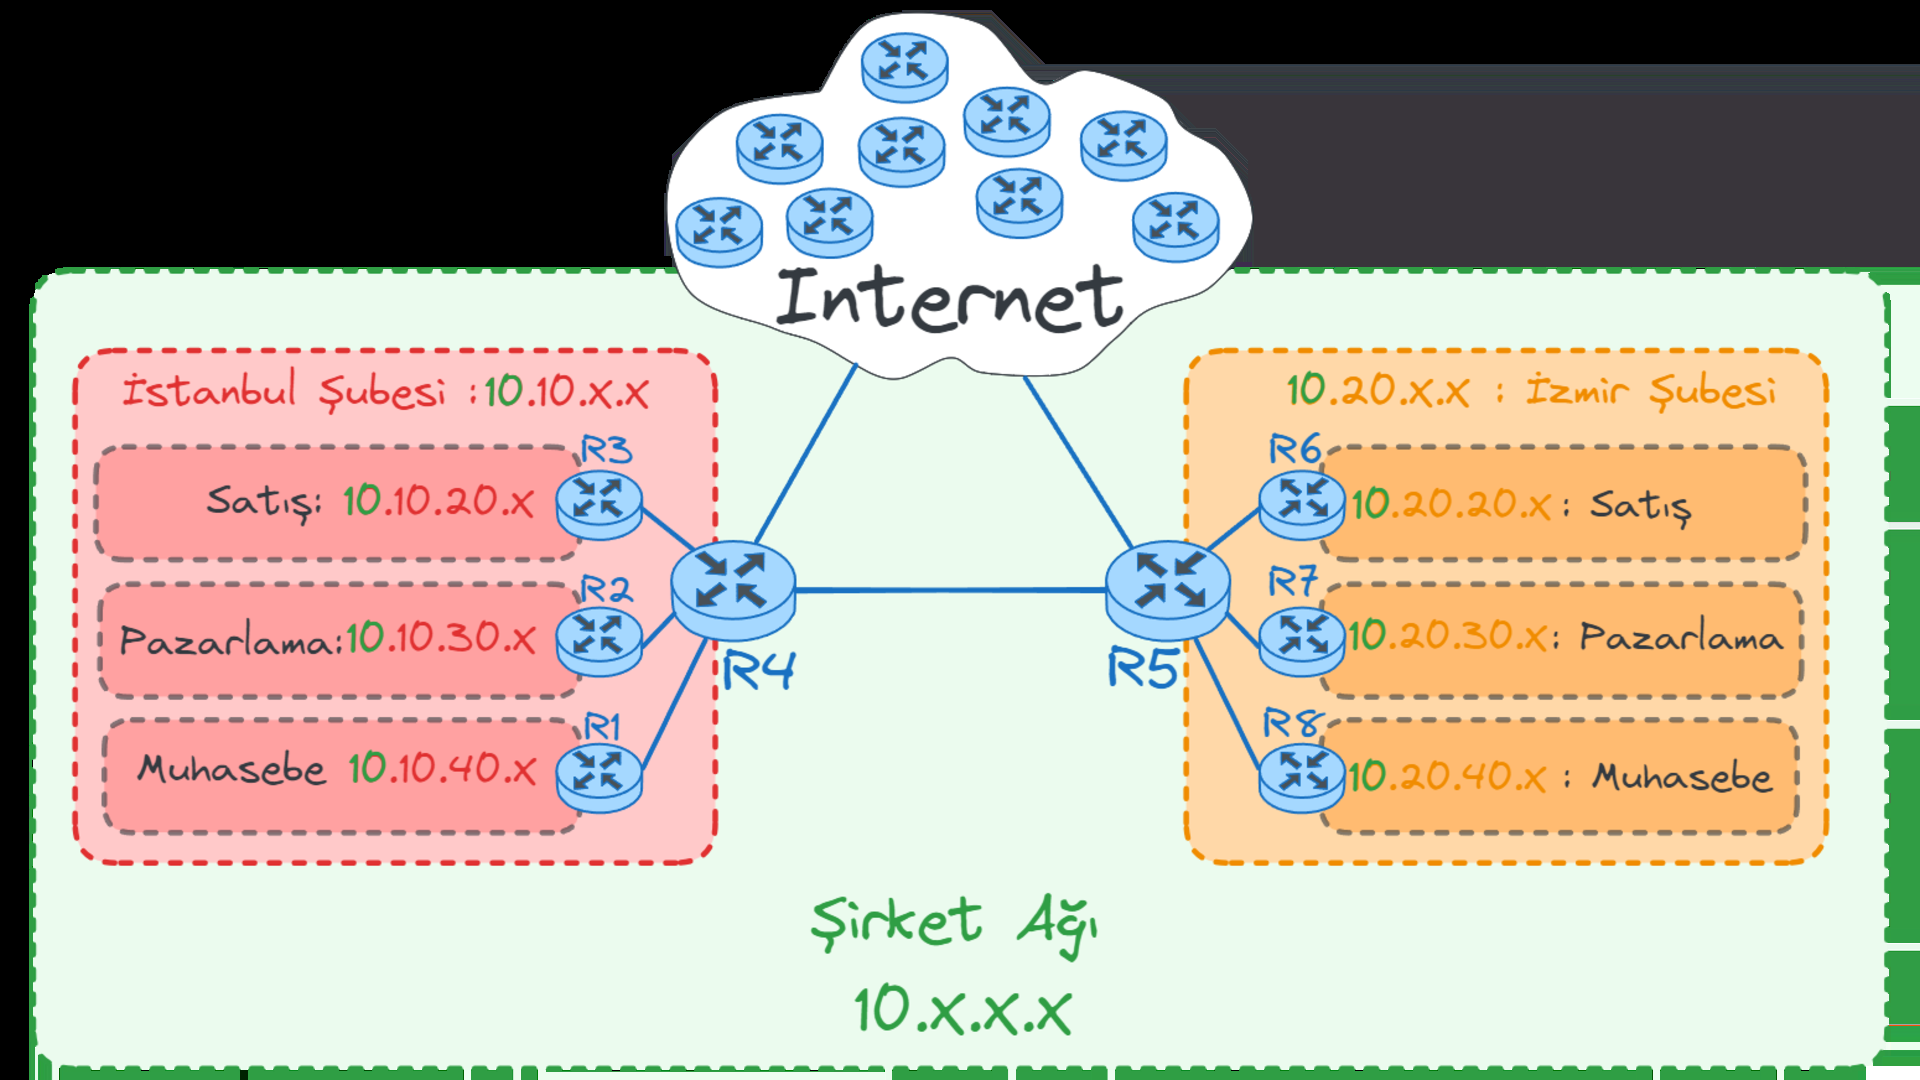 Internet
İstanbul Şubesi :10.10.x.x
R3
Satış: 10.10.20.x
R2
Pazarlama:10.10.30.x
R1
Muhasebe 10.10.40.x
R4
R5
10.20.x.x : İzmir Şubesi
R6
10.20.20.x : Satış
R7
10.20.30.x: Pazarlama
R8
10.20.40.x : Muhasebe
Şirket Ağı
10.x.x.x